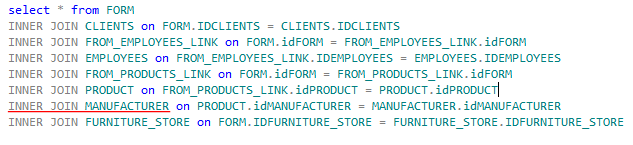 select * from FORM
INNER JOIN CLIENTS on FORM.IDCLIENTS = CLIENTS.IDCLIENTS
INNER JOIN FROM_EMPLOYEES_LINK on FORM.idFORM = FROM_EMPLOYEES_LINK.idFORM
INNER JOIN EMPLOYEES on FROM_EMPLOYEES_LINK.IDEMPLOYEES = EMPLOYEES.IDEMPLOYEES
INNER JOIN FROM_PRODUCTS_LINK on FORM.idFORM = FROM_PRODUCTS_LINK.idFORM
INNER JOIN PRODUCT on FROM_PRODUCTS_LINK.idPRODUCT = PRODUCT.idPRODUCT
INNER JOIN MANUFACTURER on PRODUCT.idMANUFACTURER = MANUFACTURER.idMANUFACTURER
INNER JOIN FURNITURE_STORE on FORM.IDFURNITURE_STORE = FURNITURE_STORE.IDFURNITURE_STORE